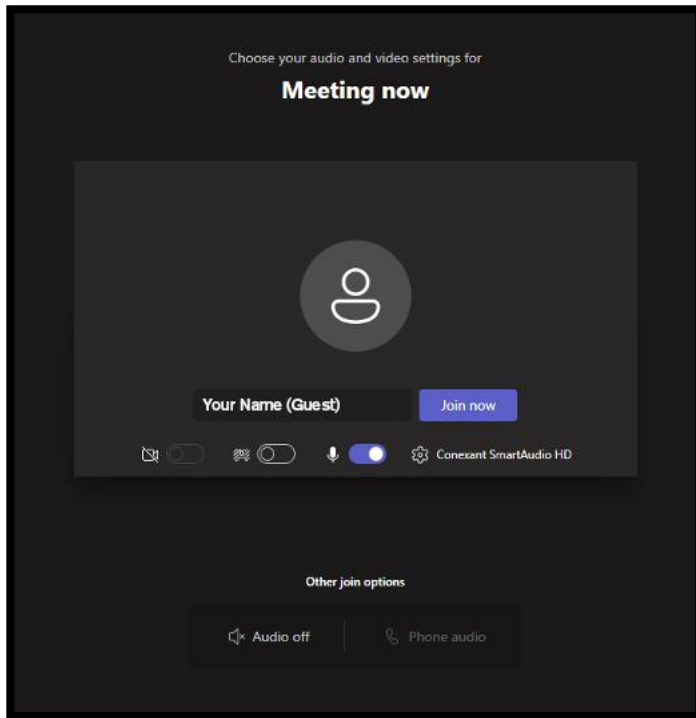 Choose your audio and video settings for
Meeting now
Your Name (Guest)
Join now
Conexant SmartAudio HD
Other join options
Audio off
Phone audio